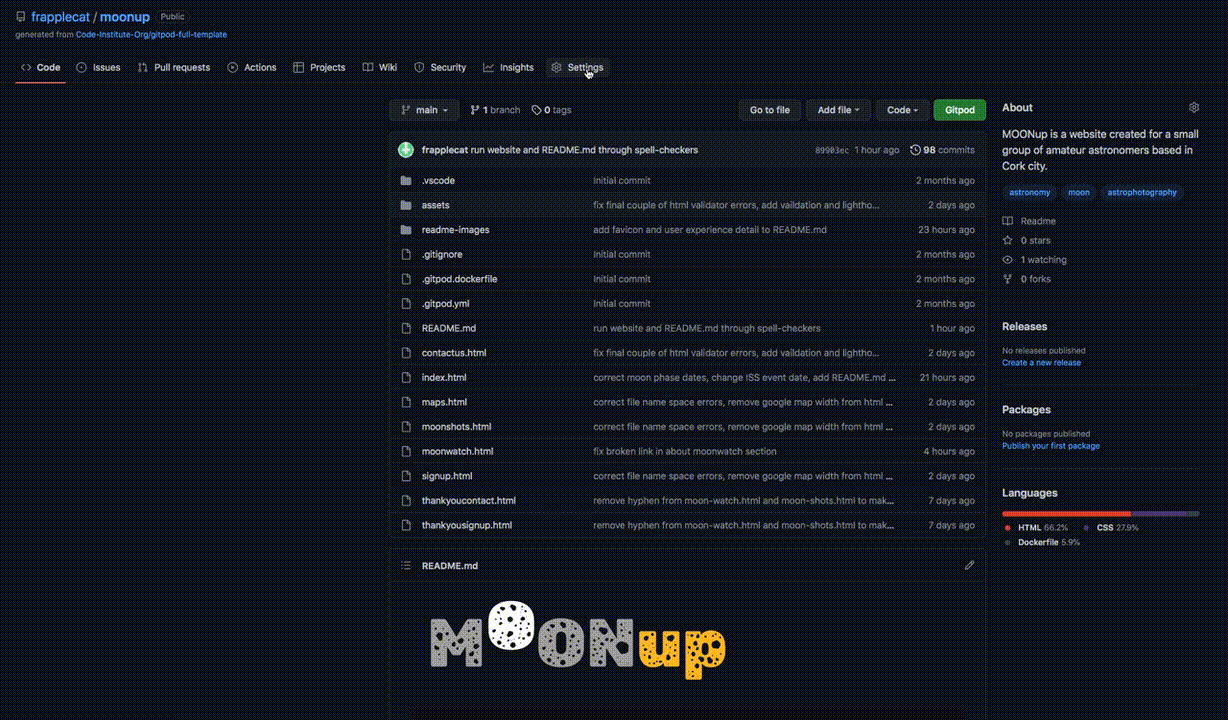 frapplecat / moonup Public
generated from Code-Institute-Org/gitpod-full-template
Code Issues Pull requests Actions Projects Wiki Security Insights Settings
main 1 branch 0 tags Go to file Add file Code Gitpod
frapplecat run website and README.md through spell-checkers 89903ec 1 hour ago 98 commits
.vscode Initial commit 2 months ago
assets fix final couple of html validator errors, add vaildation and lightho... 2 days ago
readme-images add favicon and user experience detail to README.md 23 hours ago
.gitignore Initial commit 2 months ago
.gitpod.dockerfile Initial commit 2 months ago
.gitpod.yml Initial commit 2 months ago
README.md run website and README.md through spell-checkers 1 hour ago
contactus.html fix final couple of html validator errors, add vaildation and lightho... 2 days ago
index.html correct moon phase dates, change ISS event date, add README.md ... 21 hours ago
maps.html correct file name space errors, remove google map width from html ... 2 days ago
moonshots.html correct file name space errors, remove google map width from html ... 2 days ago
moonwatch.html fix broken link in about moonwatch section 4 hours ago
signup.html correct file name space errors, remove google map width from html ... 2 days ago
thankyoucontact.html remove hyphen from moon-watch.html and moon-shots.html to mak... 7 days ago
thankyousignup.html remove hyphen from moon-watch.html and moon-shots.html to mak... 7 days ago
README.md
MOONup
About
MOONup is a website created for a small
group of amateur astronomers based in
Cork city.
astronomy moon astrophotography
Readme
0 stars
1 watching
0 forks
Releases
No releases published
Create a new release
Packages
No packages published
Publish your first package
Languages
HTML 66.2% CSS 27.9%
Dockerfile 5.9%